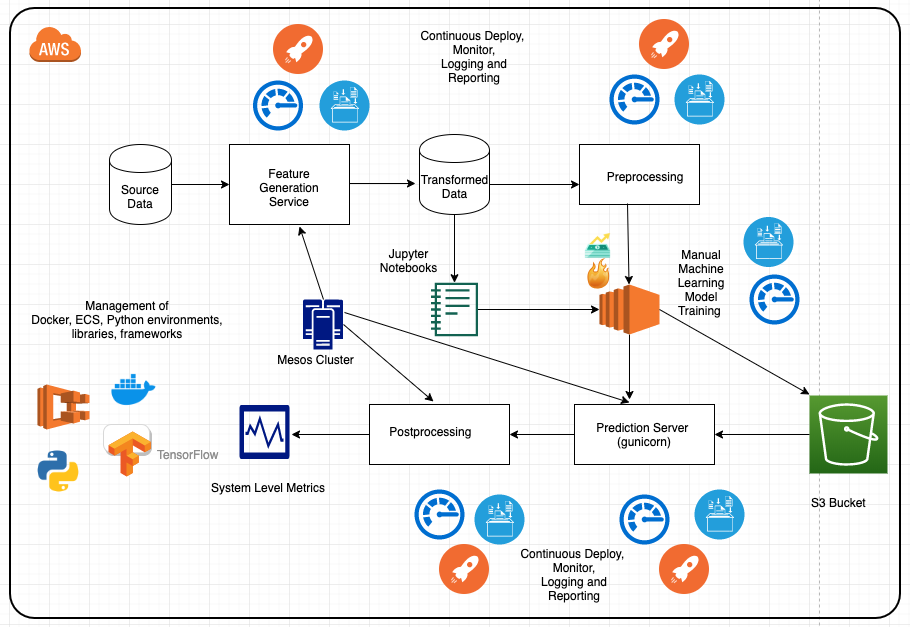 AWS
Continuous Deploy,
Monitor,
Logging and
Reporting
Source
Data
Feature
Generation
Service
Transformed
Data
Preprocessing
Jupyter
Notebooks
Manual
Machine
Learning
Model
Training
Management of
Docker, ECS, Python environments,
libraries, frameworks
Mesos Cluster
TensorFlow
Postprocessing
Prediction Server
(gunicorn)
System Level Metrics
S3 Bucket
Continuous Deploy,
Monitor,
Logging and
Reporting